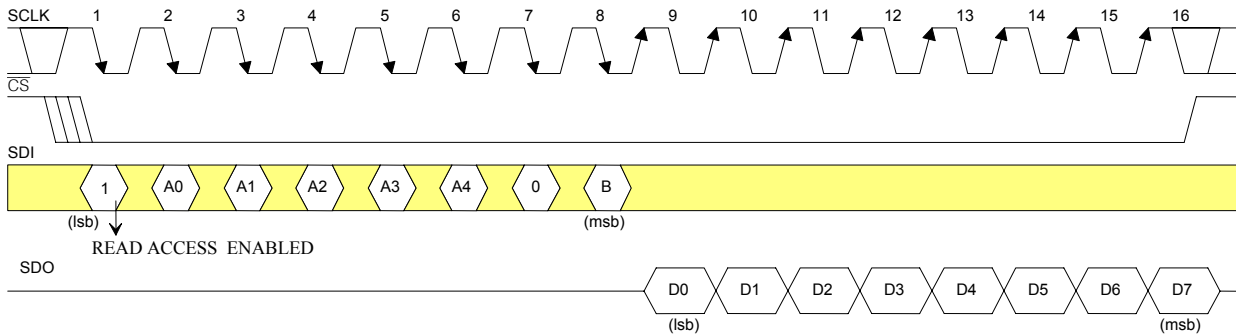 SCLK 1 2 3 4 5 6 7 8 9 10 11 12 13 14 15 16
CS
SDI
1 A0 A1 A2 A3 A4 0 B
(lsb) (msb)
READ ACCESS ENABLED
SDO
D0 D1 D2 D3 D4 D5 D6 D7
(lsb) (msb)